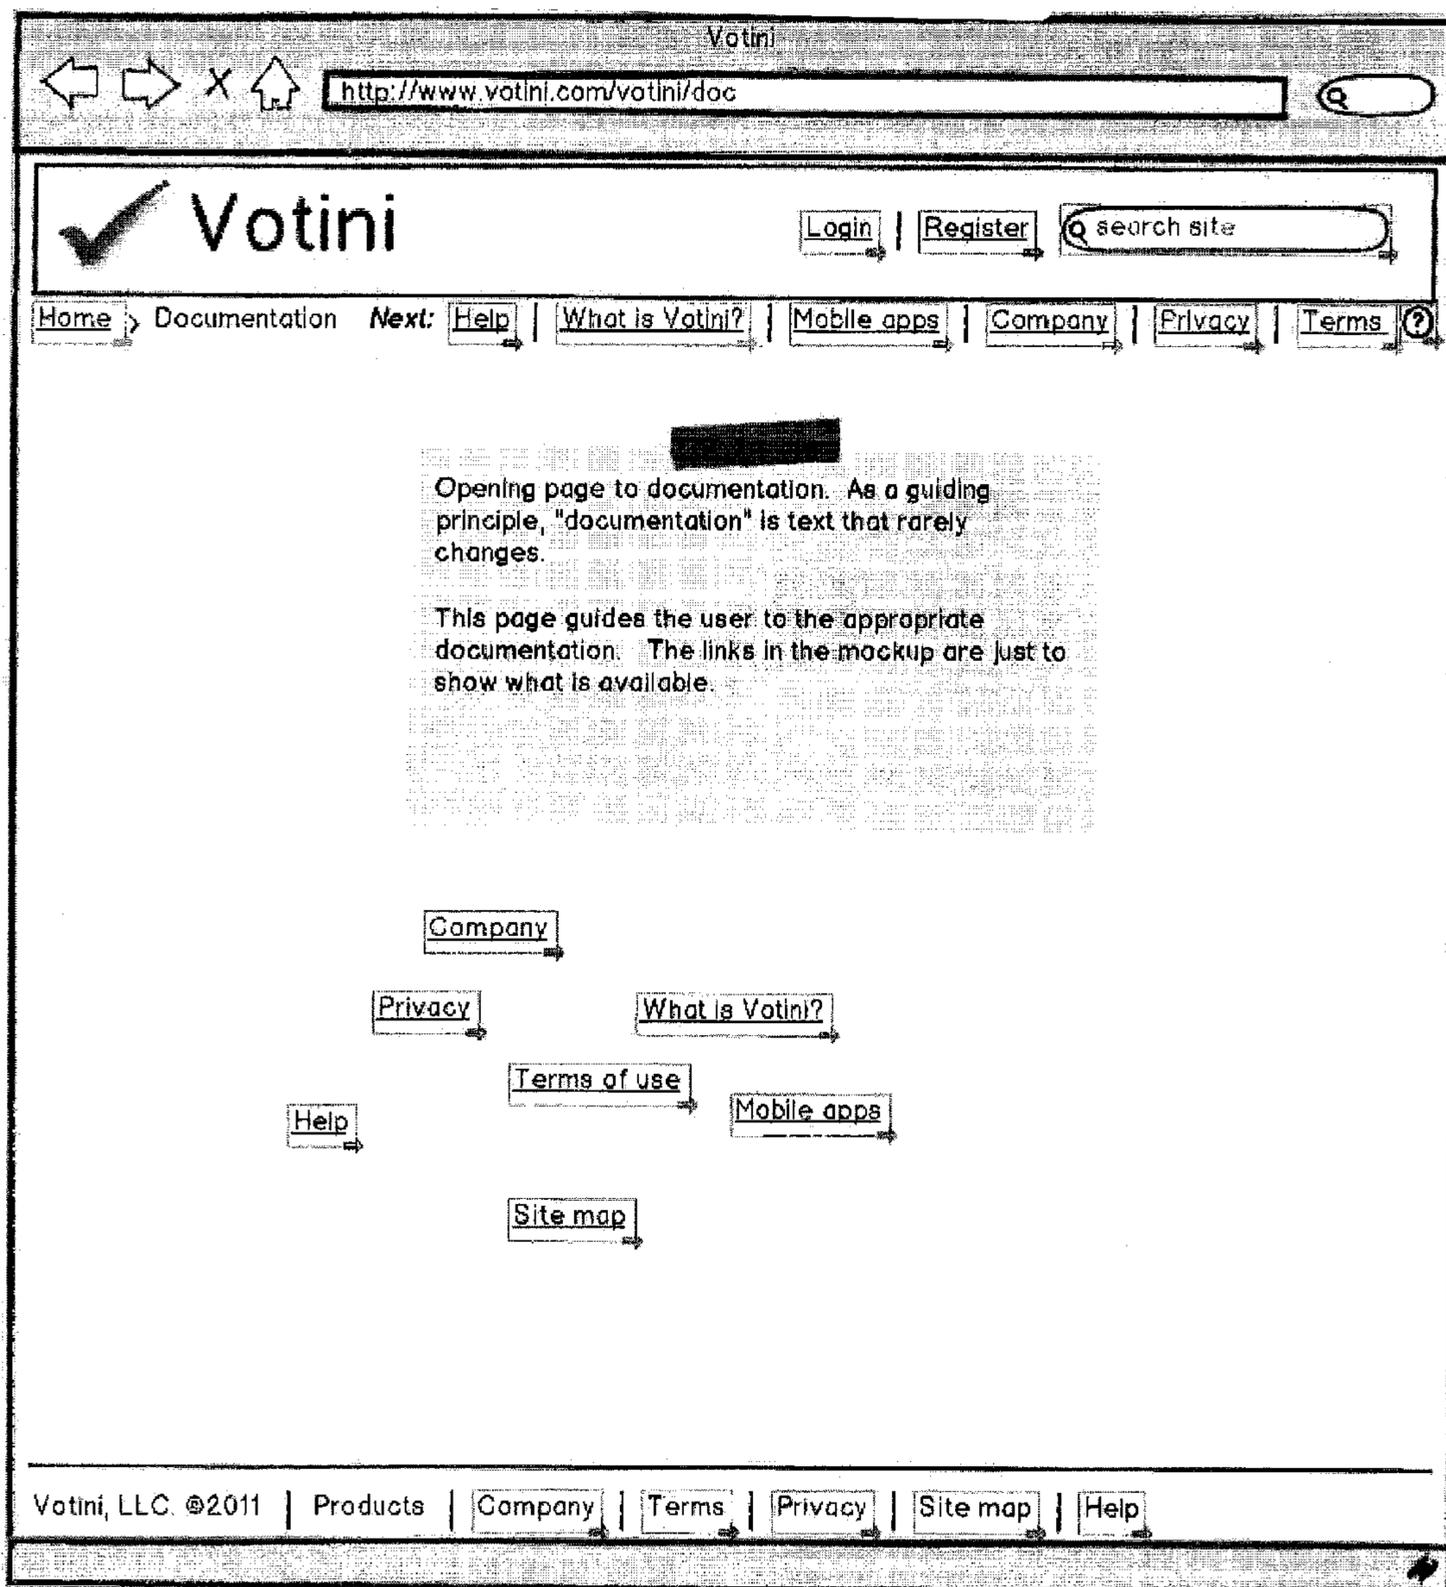 Votini
http://www.votini.com/votini/doc
Votini
Login | Register search site
Home > Documentation Next: Help | What is Votini? | Mobile apps | Company | Privacy | Terms ?
Opening page to documentation. As a guiding
principle, "documentation" is text that rarely
changes.
This page guides the user to the appropriate
documentation. The links in the mockup are just to
show what is available.
Company
Privacy What is Votini?
Terms of use
Mobile apps
Help
Site map
Votini, LLC. ©2011 | Products | Company | Terms | Privacy | Site map | Help